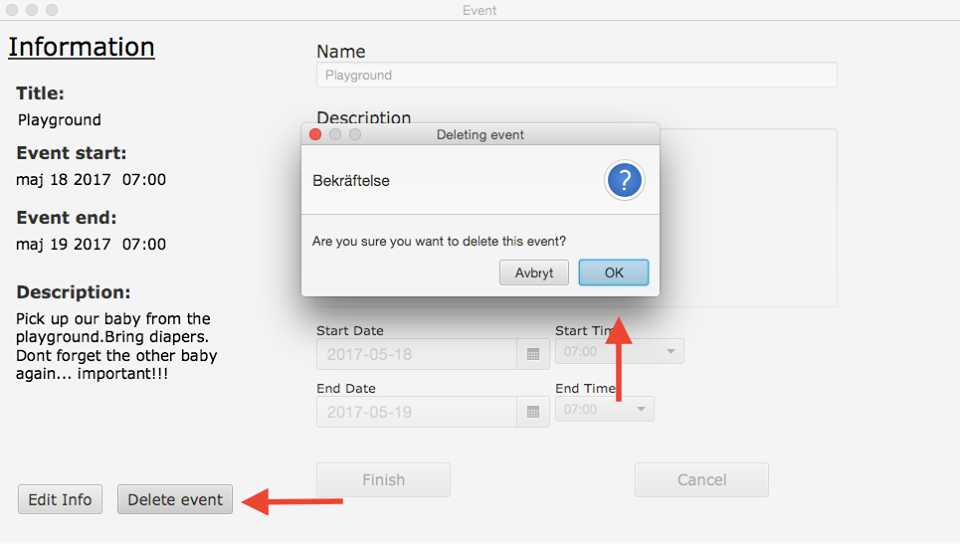 Event
Information
Title:
Playground
Event start:
maj 18 2017  07:00
Event end:
maj 19 2017  07:00
Description:
Pick up our baby from the
playground.Bring diapers.
Dont forget the other baby
again... important!!!
Edit Info
Delete event
Name
Playground
Description
Deleting event
Bekräftelse
?
Are you sure you want to delete this event?
Avbryt
OK
Start Date
Start Time
2017-05-18
07:00
End Date
End Time
2017-05-19
07:00
Finish
Cancel